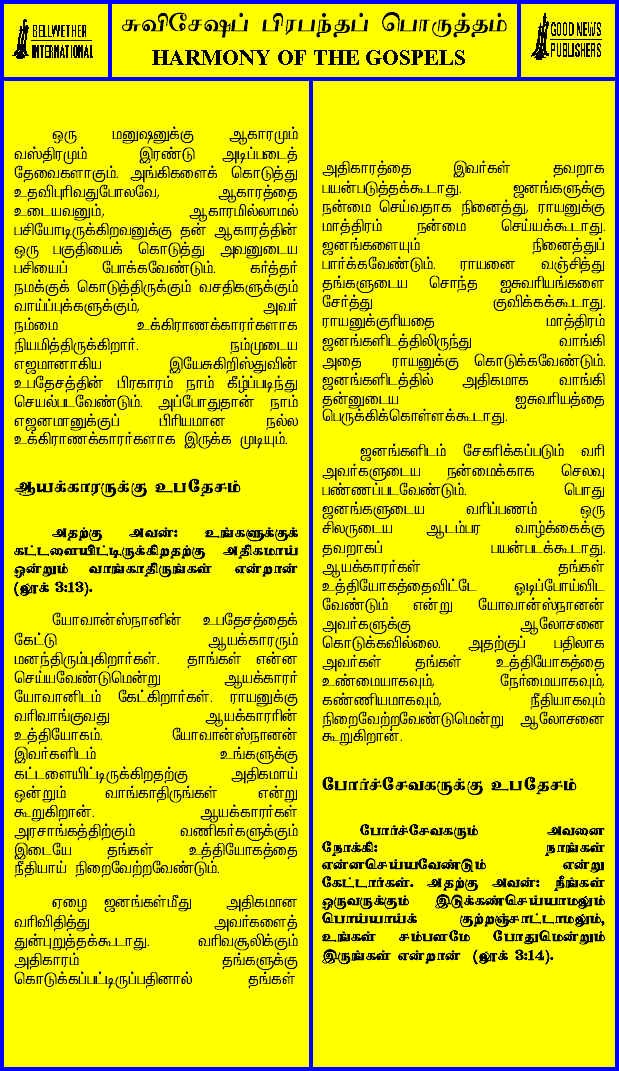 BELLWETHER
INTERNATIONAL
சுவிசேஷப் பிரபந்தப் பொருத்தம்
HARMONY OF THE GOSPELS
GOOD NEWS
PUBLISHERS
ஒரு மனுஷனுக்கு ஆகாரமும்
வஸ்திரமும் இரண்டு அடிப்படைத்
தேவைகளாகும். அங்கிகளைக் கொடுத்து
உதவிபுரிவதுபோலவே, ஆகாரத்தை
உடையவனும், ஆகாரமில்லாமல்
பசியோடிருக்கிறவனுக்கு தன் ஆகாரத்தின்
ஒரு பகுதியைக் கொடுத்து அவனுடைய
பசியைப் போக்கவேண்டும். கர்த்தர்
நமக்குக் கொடுத்திருக்கும் வசதிகளுக்கும்
வாய்ப்புக்களுக்கும், அவர்
நம்மை உக்கிராணக்காரர்களாக
நியமித்திருக்கிறார். நம்முடைய
எஜமானாகிய இயேசுகிறிஸ்துவின்
உபதேசத்தின் பிரகாரம் நாம் கீழ்ப்படிந்து
செயல்படவேண்டும். அப்போதுதான் நாம்
எஜமானுக்குப் பிரியமான நல்ல
உக்கிராணக்காரர்களாக இருக்க முடியும்.
ஆயக்காரருக்கு உபதேசம்
அதற்கு அவன்: உங்களுக்குக்
கட்டளையிட்டிருக்கிறதற்கு அதிகமாய்
ஒன்றும் வாங்காதிருங்கள் என்றான்
(லூக் 3:13).
யோவான்ஸ்நானின் உபதேசத்தைக்
கேட்டு ஆயக்காரரும்
மனந்திரும்புகிறார்கள். தாங்கள் என்ன
செய்யவேண்டுமென்று ஆயக்காரர்
யோவானிடம் கேட்கிறார்கள். ராயனுக்கு
வரிவாங்குவது ஆயக்காரரின்
உத்தியோகம். யோவான்ஸ்நானன்
இவர்களிடம் உங்களுக்கு
கட்டளையிட்டிருக்கிறதற்கு அதிகமாய்
ஒன்றும் வாங்காதிருங்கள் என்று
கூறுகிறான். ஆயக்காரர்கள்
அரசாங்கத்திற்கும் வணிகர்களுக்கும்
இடையே தங்கள் உத்தியோகத்தை
நீதியாய் நிறைவேற்றவேண்டும்.
ஏழை ஜனங்கள்மீது அதிகமான
வரிவிதித்து அவர்களைத்
துன்புறுத்தக்கூடாது. வரிவசூலிக்கும்
அதிகாரம் தங்களுக்கு
கொடுக்கப்பட்டிருப்பதினால் தங்கள்
அதிகாரத்தை இவர்கள் தவறாக
பயன்படுத்தக்கூடாது. ஜனங்களுக்கு
நன்மை செய்வதாக நினைத்து, ராயனுக்கு
மாத்திரம் நன்மை செய்யக்கூடாது.
ஜனங்களையும் நினைத்துப்
பார்க்கவேண்டும். ராயனை வஞ்சித்து
தங்களுடைய சொந்த ஐசுவரியங்களை
சேர்த்து குவிக்கக்கூடாது.
ராயனுக்குரியதை மாத்திரம்
ஜனங்களிடத்திலிருந்து வாங்கி
அதை ராயனுக்கு கொடுக்கவேண்டும்.
ஜனங்களிடத்தில் அதிகமாக வாங்கி
தன்னுடைய ஐசுவரியத்தை
பெருக்கிக்கொள்ளக்கூடாது.
ஜனங்களிடம் சேகரிக்கப்படும் வரி
அவர்களுடைய நன்மைக்காக செலவு
பண்ணப்படவேண்டும். பொது
ஜனங்களுடைய வரிப்பணம் ஒரு
சிலருடைய ஆடம்பர வாழ்க்கைக்கு
தவறாகப் பயன்படக்கூடாது.
ஆயக்காரர்கள் தங்கள்
உத்தியோகத்தைவிட்டே ஓடிப்போய்விட
வேண்டும் என்று யோவான்ஸ்நானன்
அவர்களுக்கு ஆலோசனை
கொடுக்கவில்லை. அதற்குப் பதிலாக
அவர்கள் தங்கள் உத்தியோகத்தை
உண்மையாகவும், நேர்மையாகவும்,
கண்ணியமாகவும், நீதியாகவும்
நிறைவேற்றவேண்டுமென்று ஆலோசனை
கூறுகிறான்.
போர்ச்சேவகருக்கு உபதேசம்
போர்ச்சேவகரும் அவனை
நோக்கி: நாங்கள்
என்னசெய்யவேண்டும் என்று
கேட்டார்கள். அதற்கு அவன்: நீங்கள்
ஒருவருக்கும் இடுக்கண்செய்யாமலும்
பொய்யாய்க் குற்றஞ்சாட்டாமலும்,
உங்கள் சம்பளமே போதுமென்றும்
இருங்கள் என்றான் (லூக் 3:14).